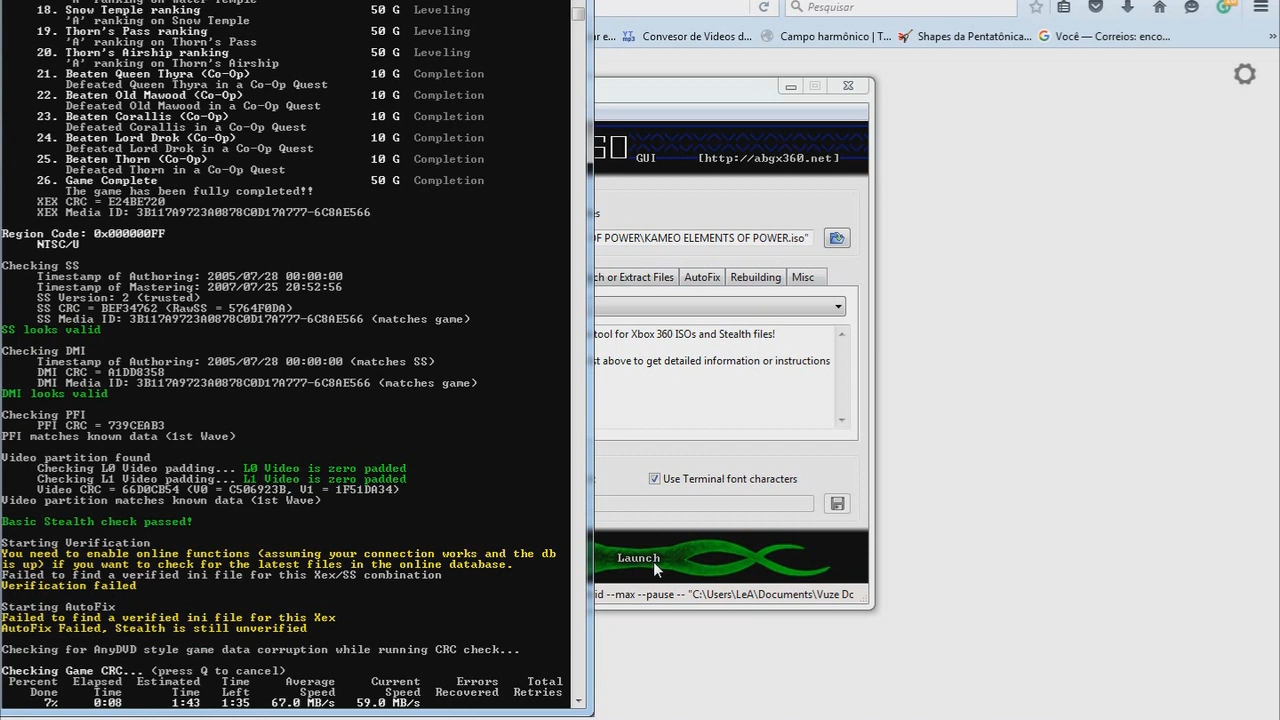 'A' ranking on Water Temple
18. Snow Temple ranking 50 G Leveling
'A' ranking on Snow Temple
19. Thorn's Pass ranking 50 G Leveling
'A' ranking on Thorn's Pass
20. Thorn's Airship ranking 50 G Leveling
'A' ranking on Thorn's Airship
21. Beaten Queen Thyra (Co-Op) 10 G Completion
Defeated Queen Thyra in a Co-Op Quest
22. Beaten Old Mawood (Co-Op) 10 G Completion
Defeated Old Mawood in a Co-Op Quest
23. Beaten Corallis (Co-Op) 10 G Completion
Defeated Corallis in a Co-Op Quest
24. Beaten Lord Drok (Co-Op) 10 G Completion
Defeated Lord Drok in a Co-Op Quest
25. Beaten Thorn (Co-Op) 10 G Completion
Defeated Thorn in a Co-Op Quest
26. Game Complete 50 G Completion
The game has been fully completed!!
XEX CRC = E24BE720
XEX Media ID: 3B117A9723A0878C0D17A777-6C8AE566
Region Code: 0x000000FF
NTSC/U
Checking SS
Timestamp of Authoring: 2005/07/28 00:00:00
Timestamp of Mastering: 2007/07/25 20:52:56
SS Version: 2 (trusted)
SS CRC = BEF34762 (RawSS = 5764F0DA)
SS Media ID: 3B117A9723A0878C0D17A777-6C8AE566 (matches game)
SS looks valid
Checking DMI
Timestamp of Authoring: 2005/07/28 00:00:00 (matches SS)
DMI CRC = A1DD8358
DMI Media ID: 3B117A9723A0878C0D17A777-6C8AE566 (matches game)
DMI looks valid
Checking PFI
PFI CRC = 739CEAB3
PFI matches known data (1st Wave)
Video partition found
Checking L0 Video padding... L0 Video is zero padded
Checking L1 Video padding... L1 Video is zero padded
Video CRC = 66D0CB54 (V0 = C506923B, V1 = 1F51DA34)
Video partition matches known data (1st Wave)
Basic Stealth check passed!
Starting Verification
You need to enable online functions (assuming your connection works and the db
is up) if you want to check for the latest files in the online database.
Failed to find a verified ini file for this Xex/SS combination
Verification failed
Starting AutoFix
Failed to find a verified ini file for this Xex
AutoFix Failed, Stealth is still unverified
Checking for AnyDVD style game data corruption while running CRC check...
Checking Game CRC... (press Q to cancel)
Percent Elapsed Estimated Time Average Current Errors Total
Done Time Time Left Speed Speed Recovered Retries
7% 0:08 1:43 1:35 67.0 MB/s 59.0 MB/s
Pesquisar
ar e... Convesor de Videos d... Campo harmônico | T... Shapes da Pentatônica... Você — Correios: enco... »
GO GUI [http://abgx360.net]
es
OF POWER\KAMEO ELEMENTS OF POWER.iso"
ch or Extract Files AutoFix Rebuilding Misc
tool for Xbox 360 ISOs and Stealth files!
st above to get detailed information or instructions
Use Terminal font characters
Launch
id --max --pause -- "C:\Users\LeA\Documents\Vuze Dc